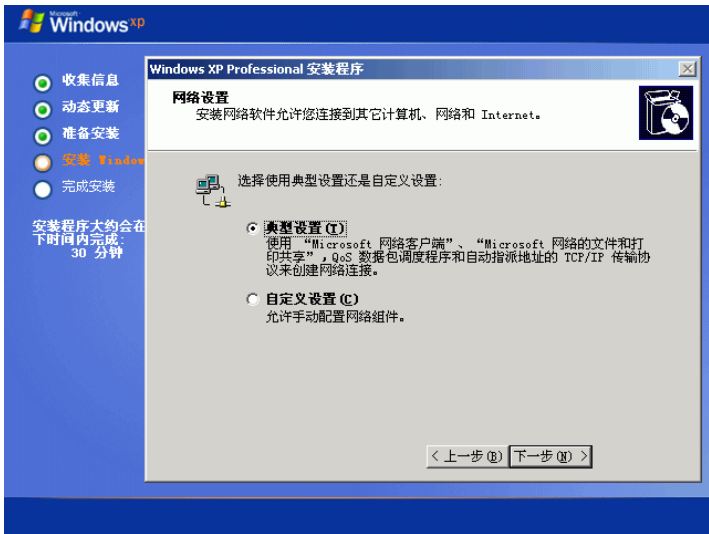 Microsoft
Windows xp
收集信息
动态更新
准备安装
安装 Window
完成安装
安装程序大约会在
下时间内完成:
30 分钟
Windows XP Professional 安装程序
网络设置
安装网络软件允许您连接到其它计算机、网络和 Internet。
选择使用典型设置还是自定义设置:
典型设置(T)
使用 “Microsoft 网络客户端”、“Microsoft 网络的文件和打
印共享”,QoS 数据包调度程序和自动指派地址的 TCP/IP 传输协
议来创建网络连接。
自定义设置(C)
允许手动配置网络组件。
< 上一步(B)
下一步(N) >